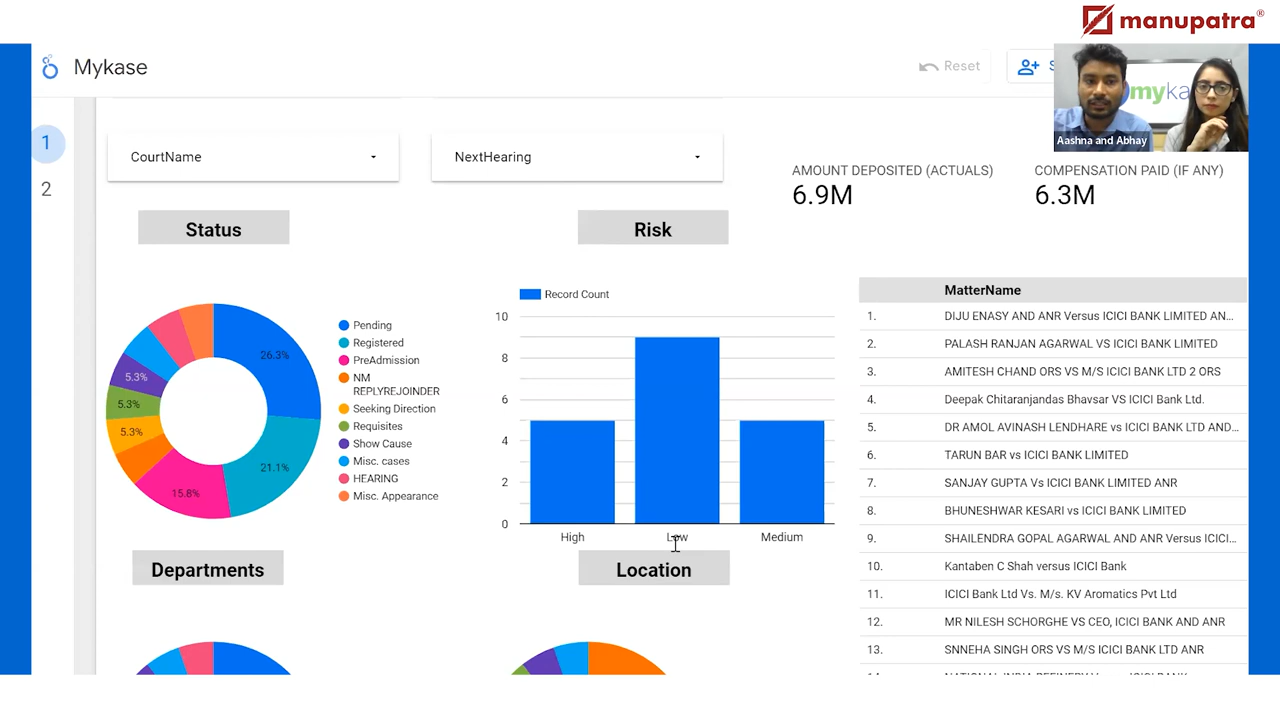 manupatra®
Mykase
Reset
S
myka
Aashna and Abhay
1
2
CourtName
NextHearing
AMOUNT DEPOSITED (ACTUALS)
6.9M
COMPENSATION PAID (IF ANY)
6.3M
Status
Risk
26.3%
21.1%
15.8%
5.3%
5.3%
5.3%
Pending
Registered
PreAdmission
NM
REPLYREJOINDER
Seeking Direction
Requisites
Show Cause
Misc. cases
HEARING
Misc. Appearance
Record Count
10
8
6
4
2
0
High
Low
Medium
MatterName
1. DIJU ENASY AND ANR Versus ICICI BANK LIMITED AN...
2. PALASH RANJAN AGARWAL VS ICICI BANK LIMITED
3. AMITESH CHAND ORS VS M/S ICICI BANK LTD 2 ORS
4. Deepak Chitaranjandas Bhavsar VS ICICI Bank Ltd.
5. DR AMOL AVINASH LENDHARE vs ICICI BANK LTD AND...
6. TARUN BAR vs ICICI BANK LIMITED
7. SANJAY GUPTA Vs ICICI BANK LIMITED ANR
8. BHUNESHWAR KESARI vs ICICI BANK LIMITED
9. SHAILENDRA GOPAL AGARWAL AND ANR Versus ICICI...
10. Kantaben C Shah versus ICICI Bank
11. ICICI Bank Ltd Vs. M/s. KV Aromatics Pvt Ltd
12. MR NILESH SCHORGHE VS CEO, ICICI BANK AND ANR
13. SNNEHA SINGH ORS VS M/S ICICI BANK LTD ANR
Departments
Location